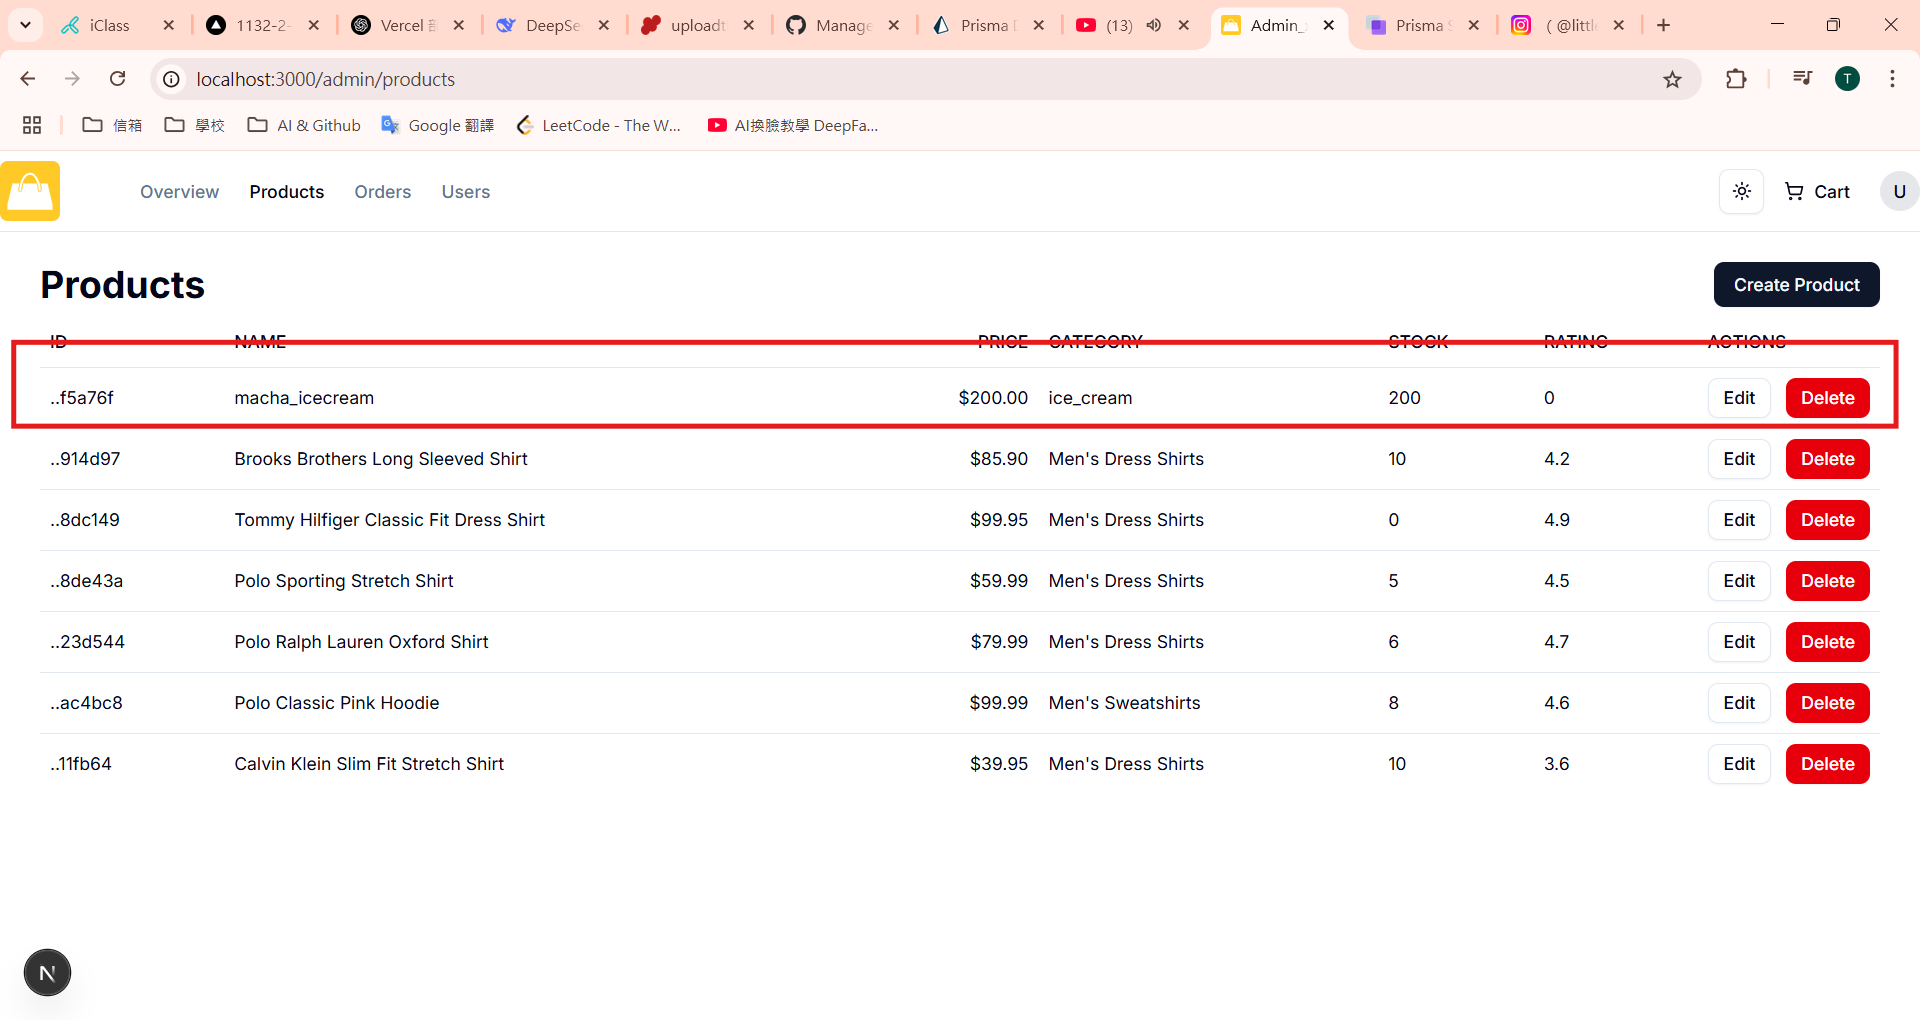 iClass
1132-2-
Vercel 部
DeepSe
uploadt
Manage
Prisma D
(13)
Admin_
Prisma S
( @littl
localhost:3000/admin/products
T
信箱
學校
AI & Github
Google 翻譯
LeetCode - The W...
AI換臉教學 DeepFa...
Overview
Products
Orders
Users
Cart
U
Products
Create Product
ID NAME PRICE CATEGORY STOCK RATING ACTIONS
..f5a76f macha_icecream $200.00 ice_cream 200 0 Edit Delete
..914d97 Brooks Brothers Long Sleeved Shirt $85.90 Men's Dress Shirts 10 4.2 Edit Delete
..8dc149 Tommy Hilfiger Classic Fit Dress Shirt $99.95 Men's Dress Shirts 0 4.9 Edit Delete
..8de43a Polo Sporting Stretch Shirt $59.99 Men's Dress Shirts 5 4.5 Edit Delete
..23d544 Polo Ralph Lauren Oxford Shirt $79.99 Men's Dress Shirts 6 4.7 Edit Delete
..ac4bc8 Polo Classic Pink Hoodie $99.99 Men's Sweatshirts 8 4.6 Edit Delete
..11fb64 Calvin Klein Slim Fit Stretch Shirt $39.95 Men's Dress Shirts 10 3.6 Edit Delete
N